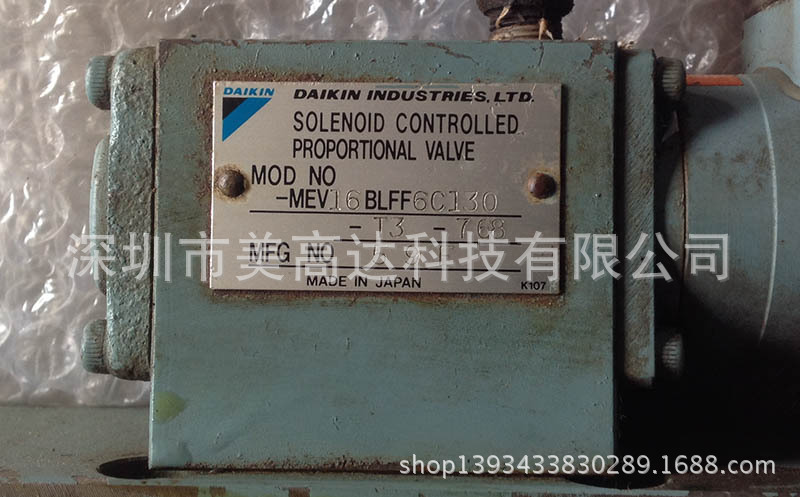 DAIKIN DAIKIN INDUSTRIES, LTD.
SOLENOID CONTROLLED
PROPORTIONAL VALVE
MOD NO
-MEV16BLFF6C130
-T3 -768
深圳市美高达科技有限公司
MFG NO
MADE IN JAPAN K107
shop1393433830289.1688.com